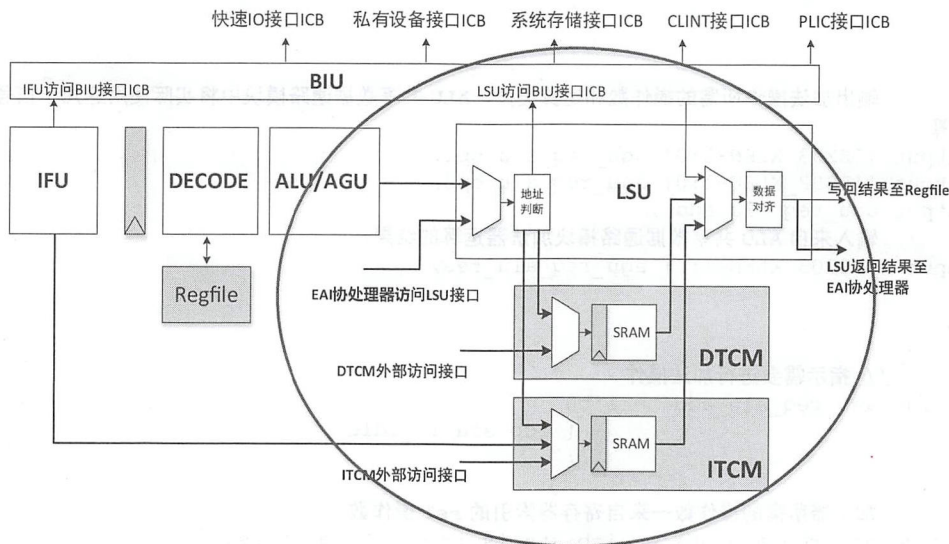 快速IO接口ICB
私有设备接口ICB
系统存储接口ICB
CLINT接口ICB
PLIC接口ICB
BIU
IFU访问BIU接口ICB
LSU访问BIU接口ICB
IFU
DECODE
ALU/AGU
地址
判断
LSU
数据
对齐
写回结果至Regfile
Regfile
EAI协处理器访问LSU接口
LSU返回结果至
EAI协处理器
SRAM
DTCM
DTCM外部访问接口
SRAM
ITCM
ITCM外部访问接口